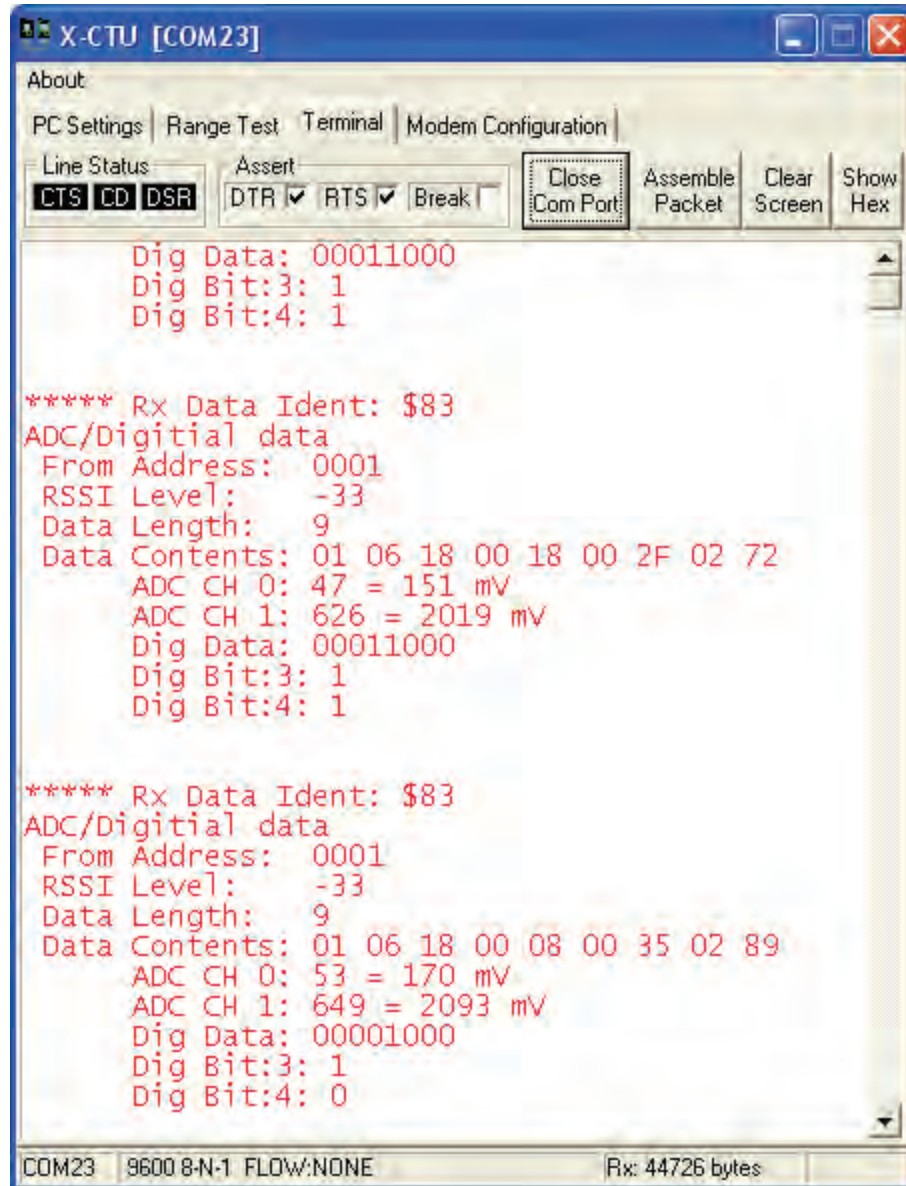 X-CTU [COM23]
About
PC Settings Range Test Terminal Modem Configuration
Line Status Assert
CTS CD DSR DTR RTS Break Close Com Port Assemble Packet Clear Screen Show Hex
Dig Data: 00011000
Dig Bit:3: 1
Dig Bit:4: 1
***** Rx Data Ident: $83
ADC/Digitial data
From Address: 0001
RSSI Level: -33
Data Length: 9
Data Contents: 01 06 18 00 18 00 2F 02 72
ADC CH 0: 47 = 151 mV
ADC CH 1: 626 = 2019 mV
Dig Data: 00011000
Dig Bit:3: 1
Dig Bit:4: 1
***** Rx Data Ident: $83
ADC/Digitial data
From Address: 0001
RSSI Level: -33
Data Length: 9
Data Contents: 01 06 18 00 08 00 35 02 89
ADC CH 0: 53 = 170 mV
ADC CH 1: 649 = 2093 mV
Dig Data: 00001000
Dig Bit:3: 1
Dig Bit:4: 0
COM23 9600 8-N-1 FLOW:NONE Rx: 44726 bytes